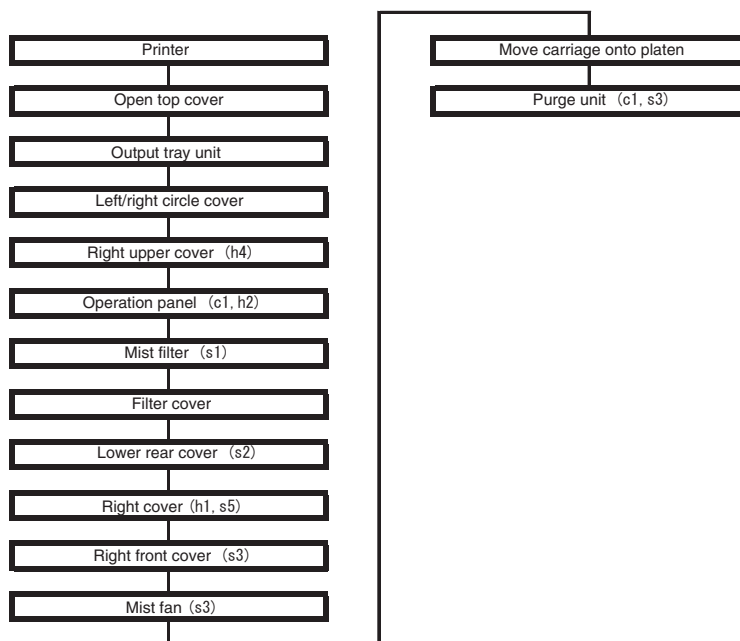 Printer
Open top cover
Output tray unit
Left/right circle cover
Right upper cover (h4)
Operation panel (c1, h2)
Mist filter (s1)
Filter cover
Lower rear cover (s2)
Right cover (h1, s5)
Right front cover (s3)
Mist fan (s3)
Move carriage onto platen
Purge unit (c1, s3)